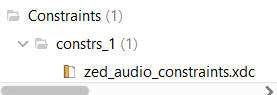 Constraints (1)
constrs_1 (1)
zed_audio_constraints.xdc